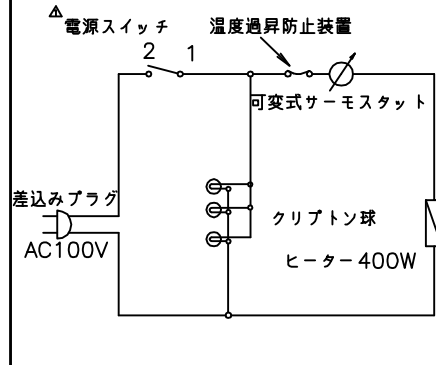 ⚠
電源スイッチ
温度過昇防止装置
2 1
可変式サーモスタット
差込みプラグ
AC100V
クリプトン球
ヒーター400W